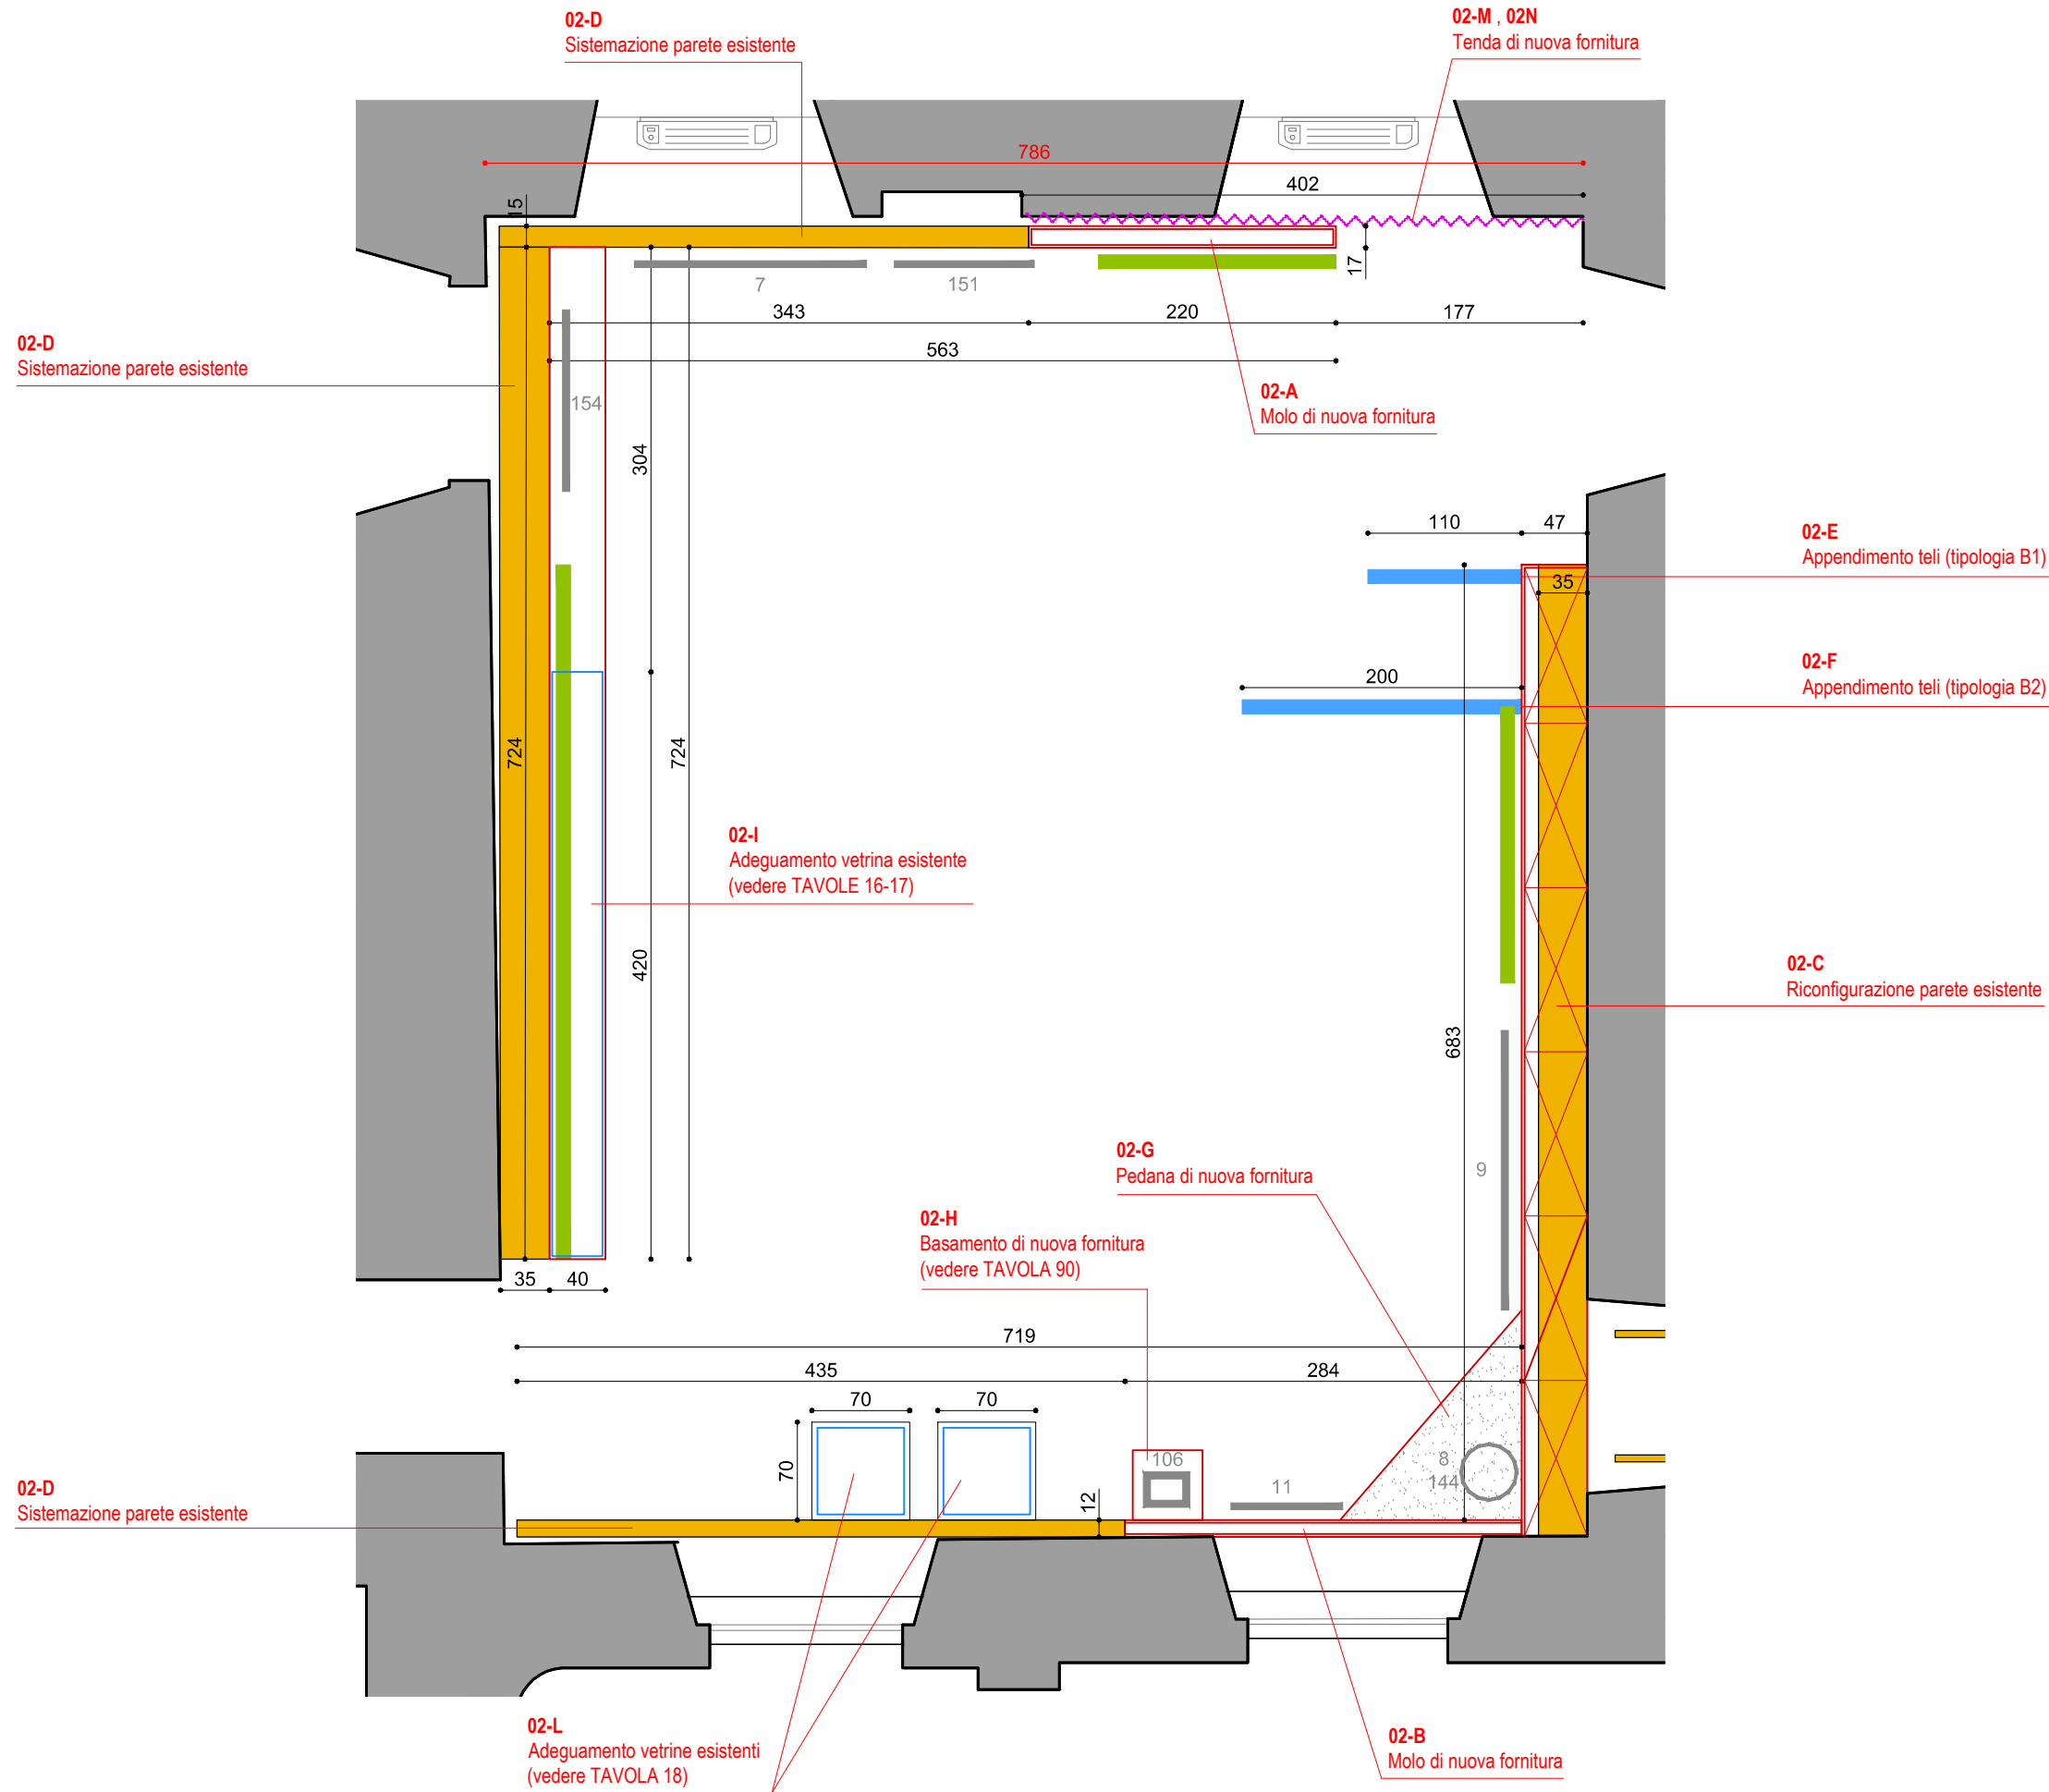 02-D
Sistemazione parete esistente
02-M , 02N
Tenda di nuova fornitura
786
402
15
17
7
151
343
220
177
563
02-D
Sistemazione parete esistente
154
02-A
Molo di nuova fornitura
304
110
47
35
02-E
Appendimento teli (tipologia B1)
200
02-F
Appendimento teli (tipologia B2)
724
724
02-I
Adeguamento vetrina esistente
(vedere TAVOLE 16-17)
420
683
02-C
Riconfigurazione parete esistente
9
02-G
Pedana di nuova fornitura
02-H
Basamento di nuova fornitura
(vedere TAVOLA 90)
35
40
719
435
284
70
70
70
106
8
144
11
12
02-D
Sistemazione parete esistente
02-L
Adeguamento vetrine esistenti
(vedere TAVOLA 18)
02-B
Molo di nuova fornitura